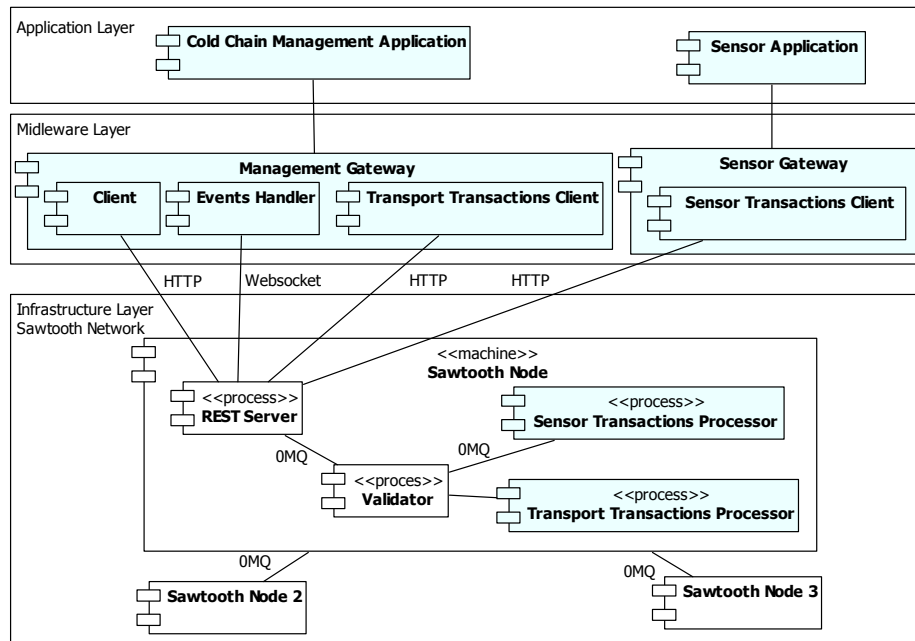 Application Layer
Cold Chain Management Application
Sensor Application
Midleware Layer
Management Gateway
Sensor Gateway
Client
Events Handler
Transport Transactions Client
Sensor Transactions Client
HTTP
Websocket
HTTP
HTTP
Infrastructure Layer
Sawtooth Network
<<machine>>
Sawtooth Node
<<process>>
REST Server
<<process>>
Sensor Transactions Processor
0MQ
0MQ
<<proces>>
Validator
<<process>>
Transport Transactions Processor
0MQ
0MQ
Sawtooth Node 2
Sawtooth Node 3